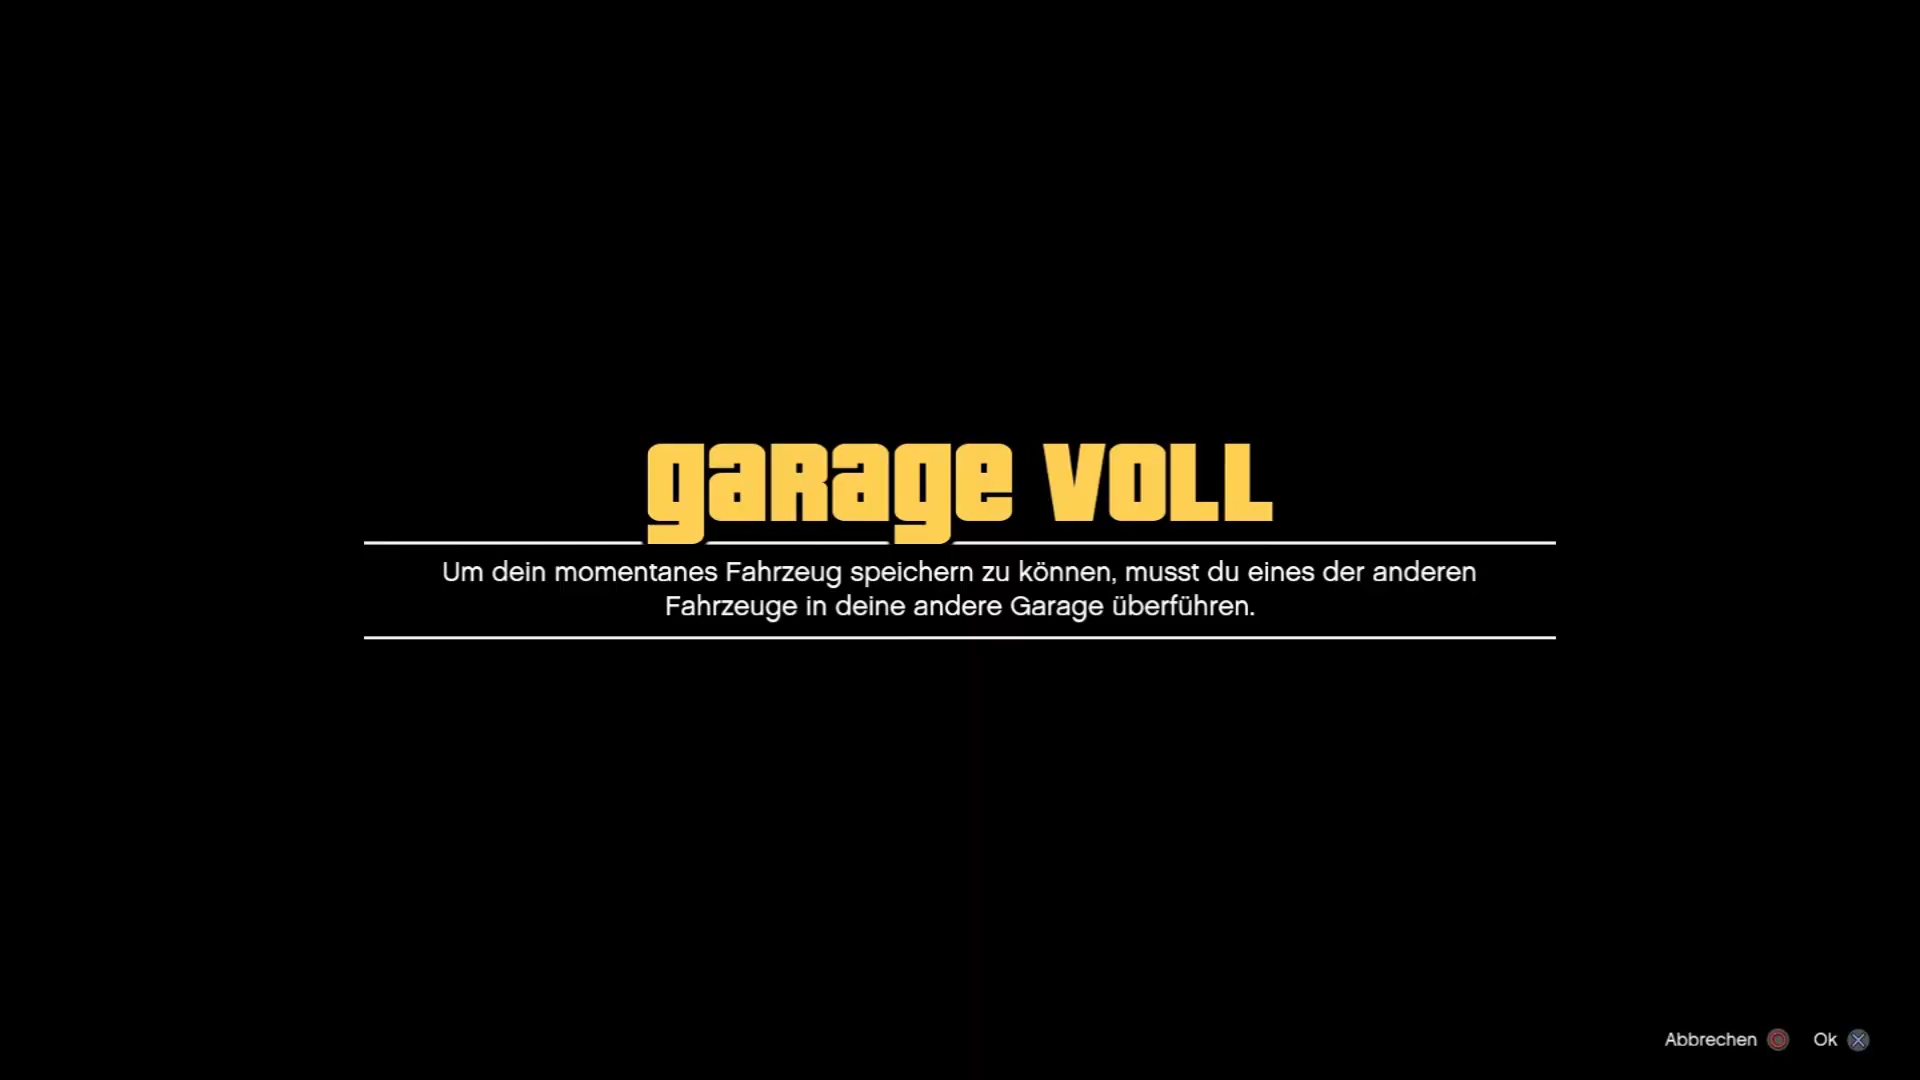 garage voll
Um dein momentanes Fahrzeug speichern zu können, musst du eines der anderen
Fahrzeuge in deine andere Garage überführen.
Abbrechen Ok